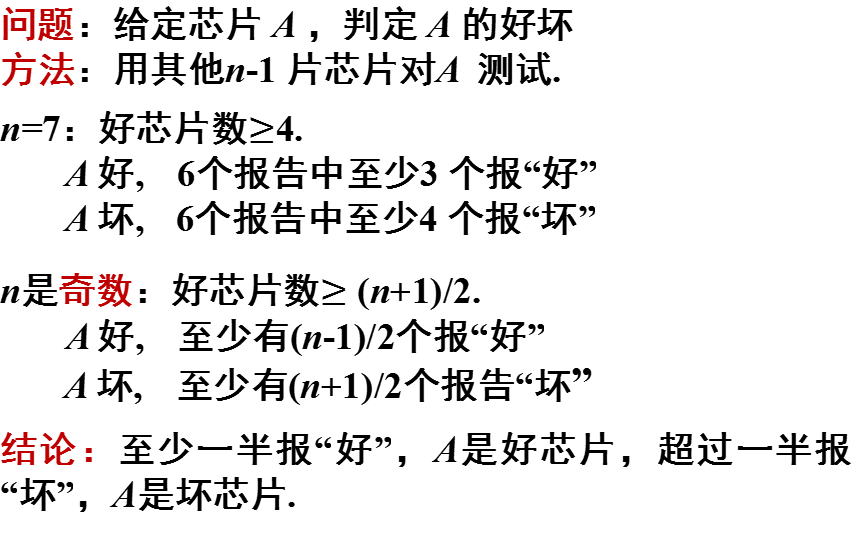 问题：给定芯片 A ，判定 A 的好坏
方法：用其他n-1 片芯片对A 测试.
n=7：好芯片数≥4.
A 好， 6个报告中至少3 个报“好”
A 坏， 6个报告中至少4 个报“坏”
n是奇数：好芯片数≥ (n+1)/2.
A 好， 至少有(n-1)/2个报“好”
A 坏， 至少有(n+1)/2个报告“坏”
结论：至少一半报“好”，A是好芯片，超过一半报
“坏”，A是坏芯片.